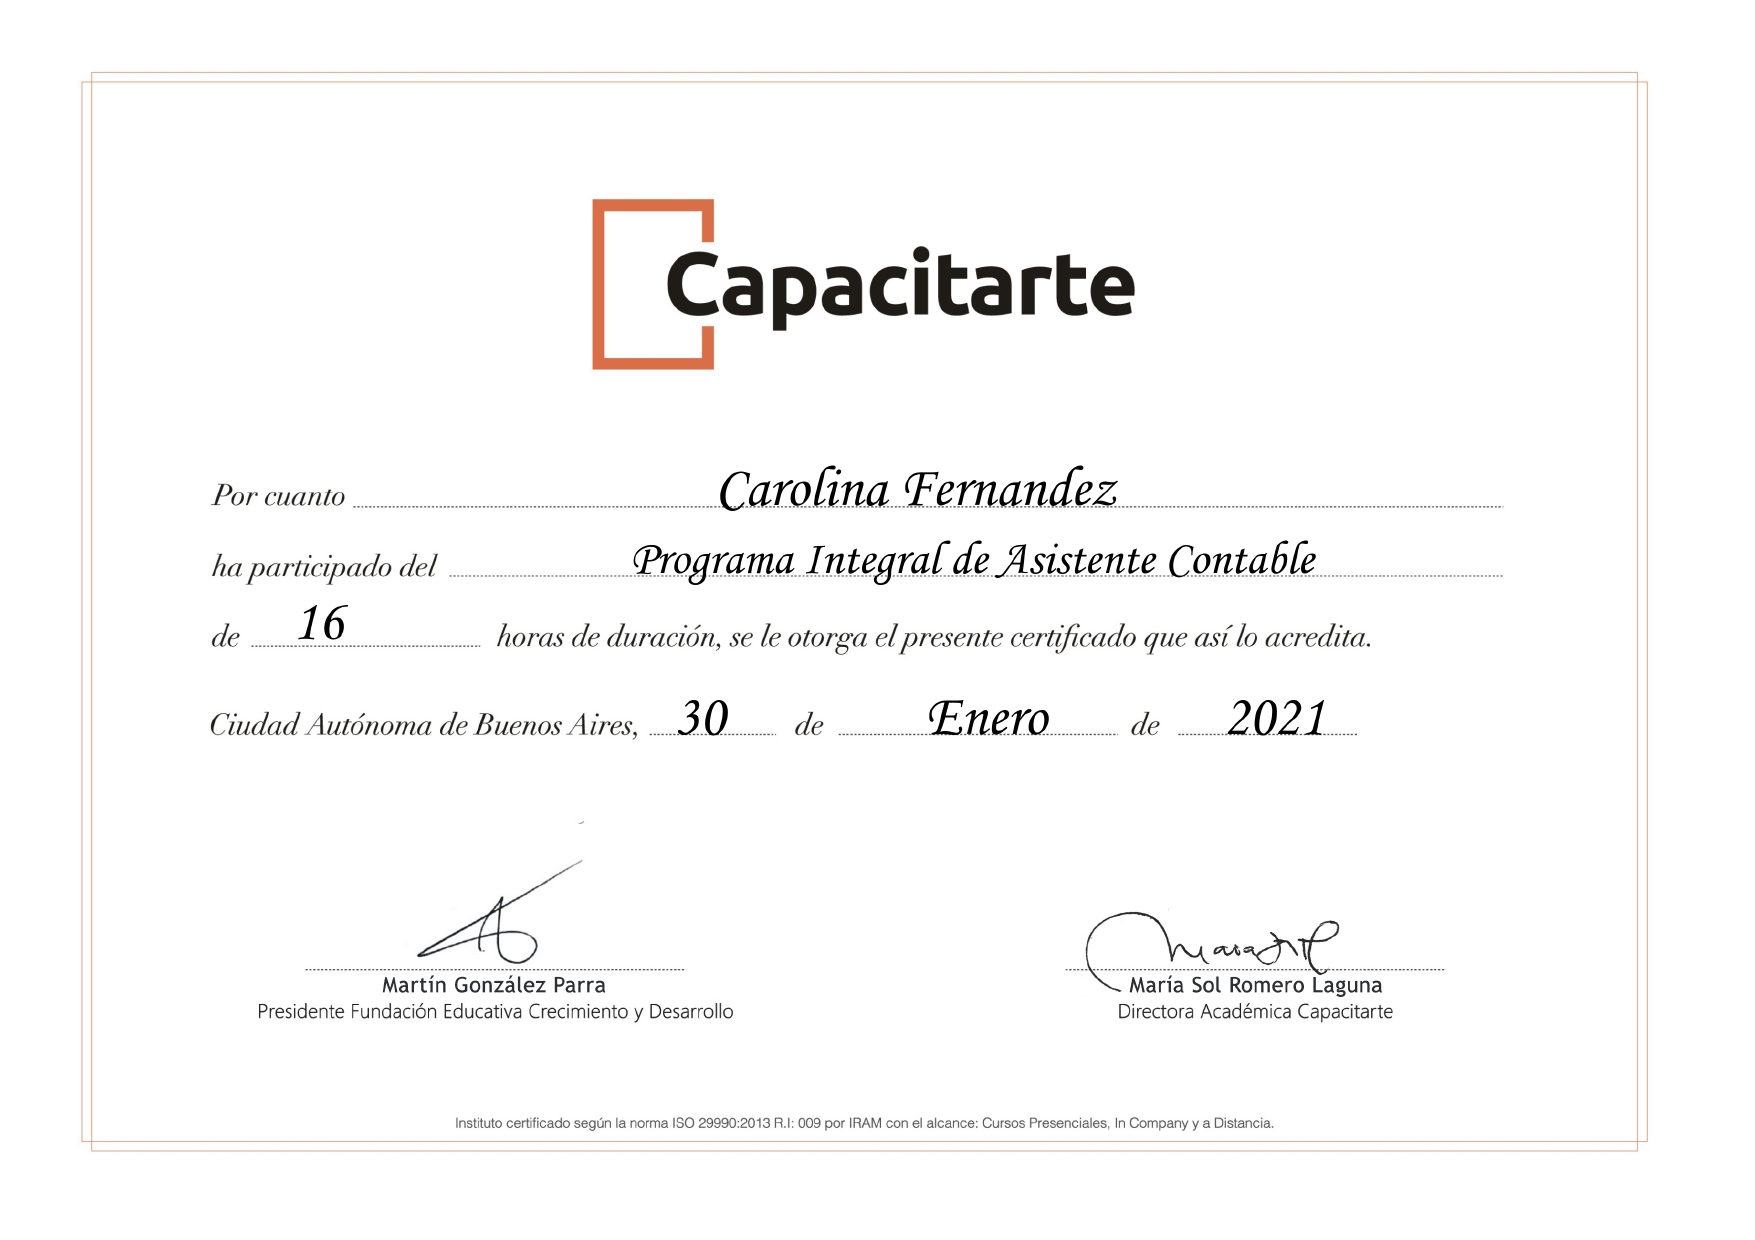 Capacitarte
Por cuanto Carolina Fernandez
ha participado del Programa Integral de Asistente Contable
de 16 horas de duración, se le otorga el presente certificado que así lo acredita.
Ciudad Autónoma de Buenos Aires, 30 de Enero de 2021
Martín González Parra
Presidente Fundación Educativa Crecimiento y Desarrollo
María Sol Romero Laguna
Directora Académica Capacitarte
Instituto certificado según la norma ISO 29990:2013 R.I: 009 por IRAM con el alcance: Cursos Presenciales, In Company y a Distancia.